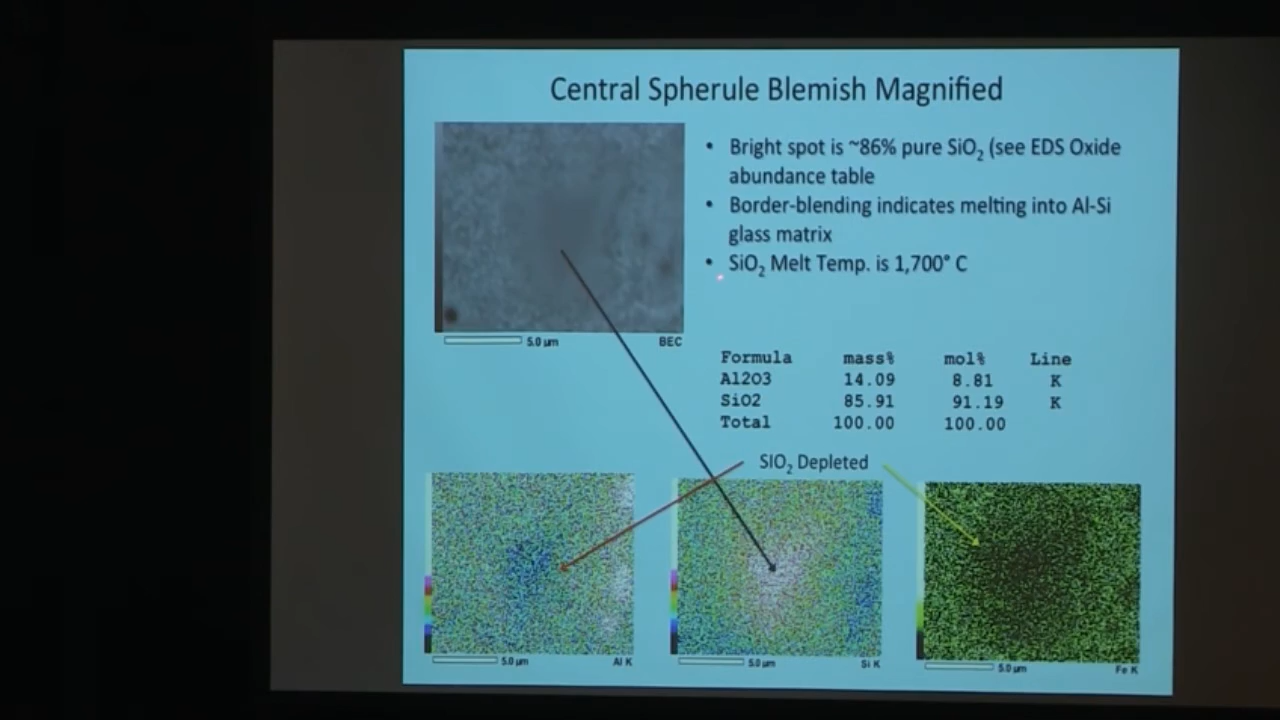 Central Spherule Blemish Magnified
• Bright spot is ~86% pure SiO₂ (see EDS Oxide
abundance table
• Border-blending indicates melting into Al-Si
glass matrix
• SiO₂ Melt Temp. is 1,700° C
5.0 µm BEC
Formula mass% mol% Line
Al2O3 14.09 8.81 K
SiO2 85.91 91.19 K
Total 100.00 100.00
SIO₂ Depleted
5.0 µm Al K
5.0 µm Si K
5.0 µm Fe K